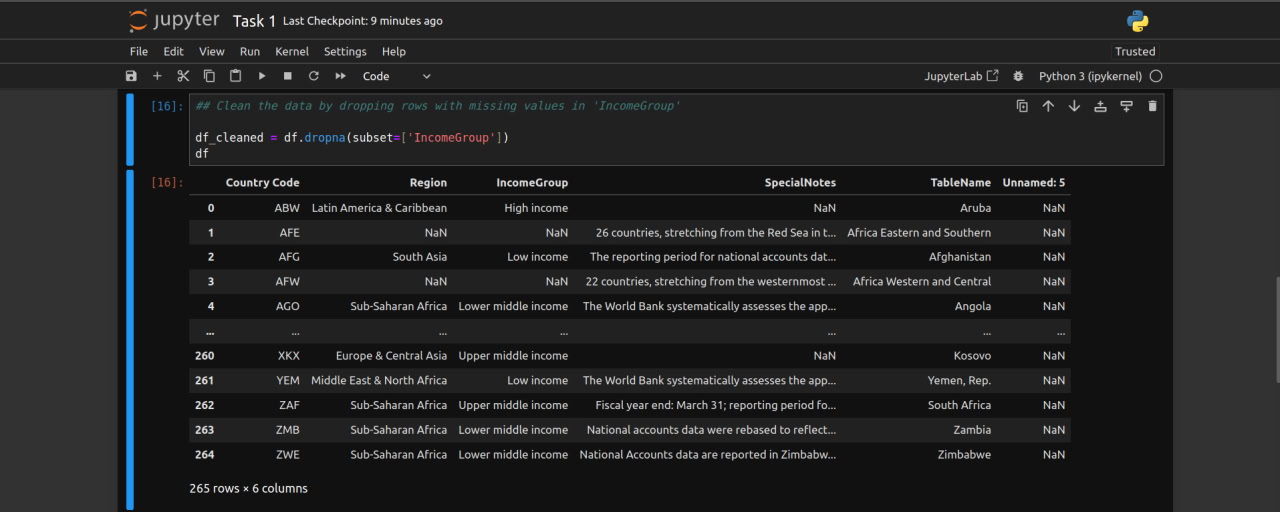 jupyter Task 1 Last Checkpoint: 9 minutes ago
File Edit View Run Kernel Settings Help Trusted
Code JupyterLab Python 3 (ipykernel)
[16]: ## Clean the data by dropping rows with missing values in 'IncomeGroup'
df_cleaned = df.dropna(subset=['IncomeGroup'])
df
[16]: Country Code Region IncomeGroup SpecialNotes TableName Unnamed: 5
0 ABW Latin America & Caribbean High income NaN Aruba NaN
1 AFE NaN NaN 26 countries, stretching from the Red Sea in t... Africa Eastern and Southern NaN
2 AFG South Asia Low income The reporting period for national accounts dat... Afghanistan NaN
3 AFW NaN NaN 22 countries, stretching from the westernmost ... Africa Western and Central NaN
4 AGO Sub-Saharan Africa Lower middle income The World Bank systematically assesses the app... Angola NaN
... ... ... ... ... ... ...
260 XKX Europe & Central Asia Upper middle income NaN Kosovo NaN
261 YEM Middle East & North Africa Low income The World Bank systematically assesses the app... Yemen, Rep. NaN
262 ZAF Sub-Saharan Africa Upper middle income Fiscal year end: March 31; reporting period fo... South Africa NaN
263 ZMB Sub-Saharan Africa Lower middle income National accounts data were rebased to reflect... Zambia NaN
264 ZWE Sub-Saharan Africa Lower middle income National Accounts data are reported in Zimbabw... Zimbabwe NaN
265 rows × 6 columns